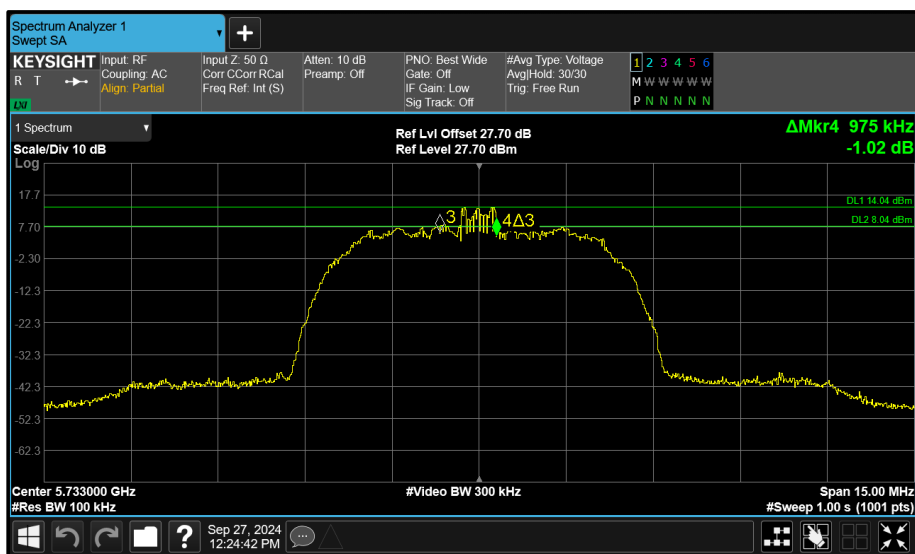 Spectrum Analyzer 1
Swept SA
+
KEYSIGHT
R T
LXI
Input: RF
Coupling: AC
Align: Partial
Input Z: 50 Ω
Corr CCorr RCal
Freq Ref: Int (S)
Atten: 10 dB
Preamp: Off
PNO: Best Wide
Gate: Off
IF Gain: Low
Sig Track: Off
#Avg Type: Voltage
Avg|Hold: 30/30
Trig: Free Run
1 2 3 4 5 6
M W W W W W
P N N N N N
1 Spectrum
Scale/Div 10 dB
Log
Ref Lvl Offset 27.70 dB
Ref Level 27.70 dBm
ΔMkr4 975 kHz
-1.02 dB
17.7
DL1 14.04 dBm
7.70
3
4Δ3
DL2 8.04 dBm
-2.30
-12.3
-22.3
-32.3
-42.3
-52.3
-62.3
Center 5.733000 GHz
#Video BW 300 kHz
Span 15.00 MHz
#Res BW 100 kHz
#Sweep 1.00 s (1001 pts)
?
Sep 27, 2024
12:24:42 PM